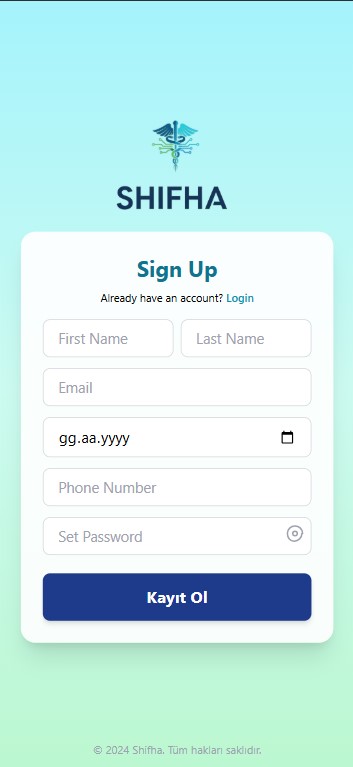 SHIFHA
Sign Up
Already have an account? Login
First Name Last Name
Email
gg.aa.yyyy
Phone Number
Set Password
Kayıt Ol
© 2024 Shifha. Tüm hakları saklıdır.